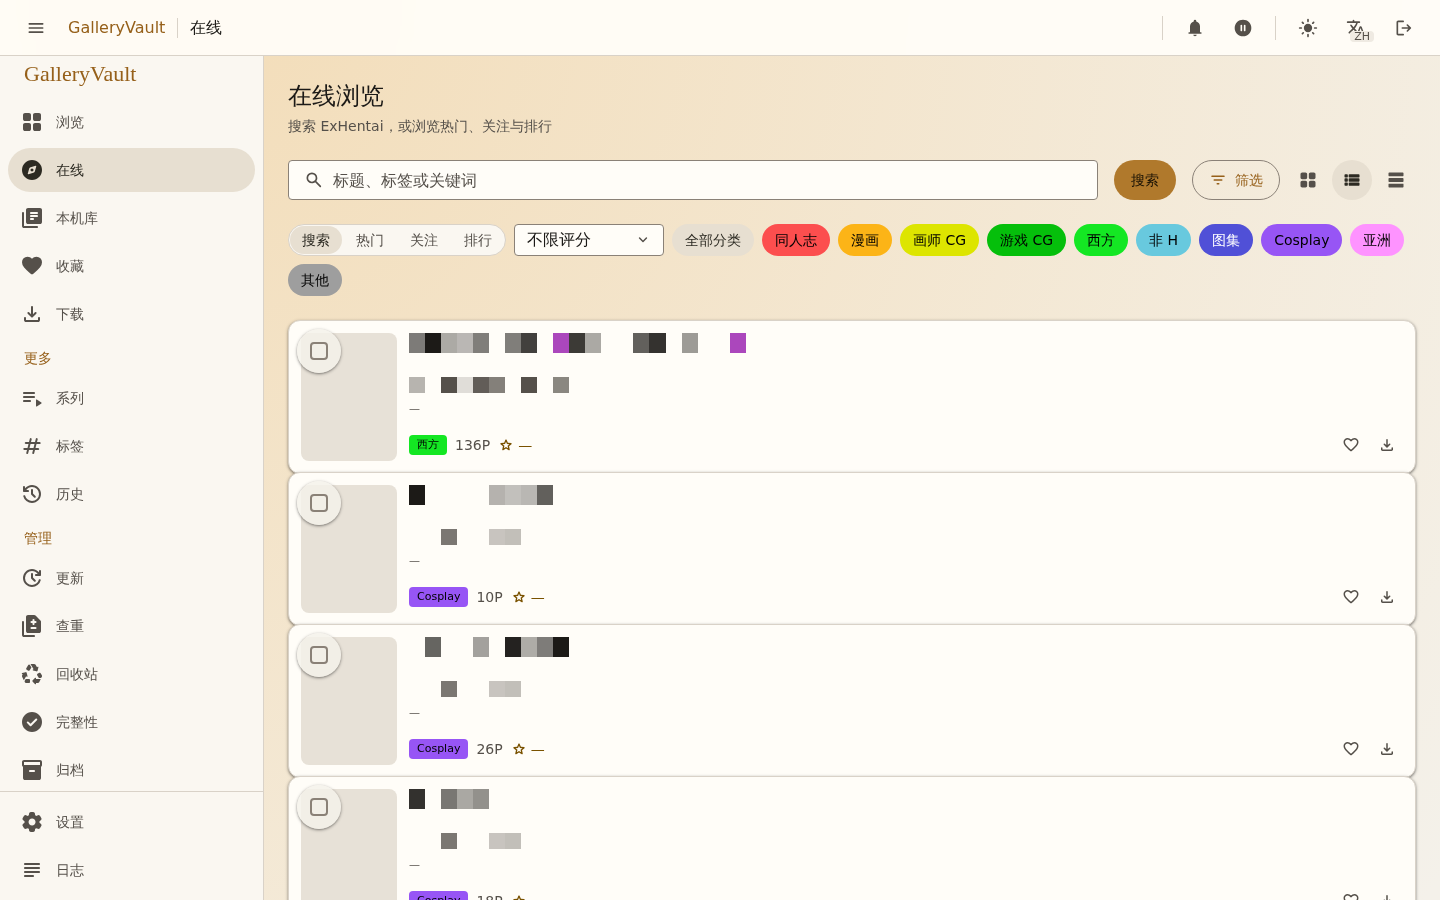 GalleryVault
在线
ZH
GalleryVault
浏览
在线
本机库
收藏
下载
更多
系列
标签
历史
管理
更新
查重
回收站
完整性
归档
设置
日志
在线浏览
搜索 ExHentai，或浏览热门、关注与排行
标题、标签或关键词
搜索
筛选
搜索 热门 关注 排行 不限评分 全部分类 同人志 漫画 画师 CG 游戏 CG 西方 非 H 图集 Cosplay 亚洲
其他
—
西方 136P —
—
Cosplay 10P —
—
Cosplay 26P —
—
Cosplay 18P